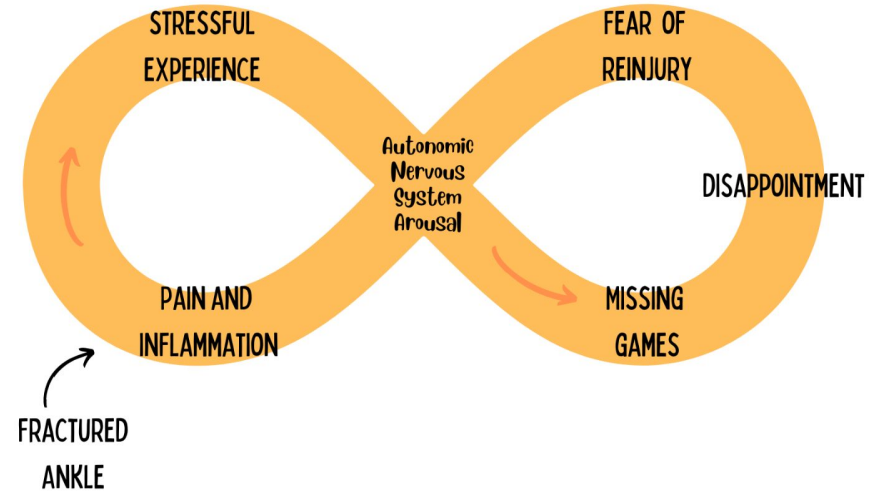 STRESSFUL
EXPERIENCE
FEAR OF
REINJURY
Autonomic
Nervous
System
Arousal
DISAPPOINTMENT
PAIN AND
INFLAMMATION
MISSING
GAMES
FRACTURED
ANKLE